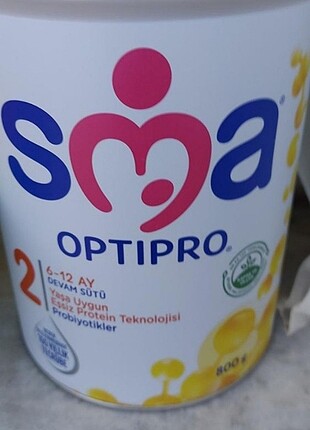 sma
OPTIPRO
2
6-12 AY
DEVAM SÜTÜ
Yaşa Uygun
Eşsiz Protein Teknolojisi
Probiyotikler
800 g